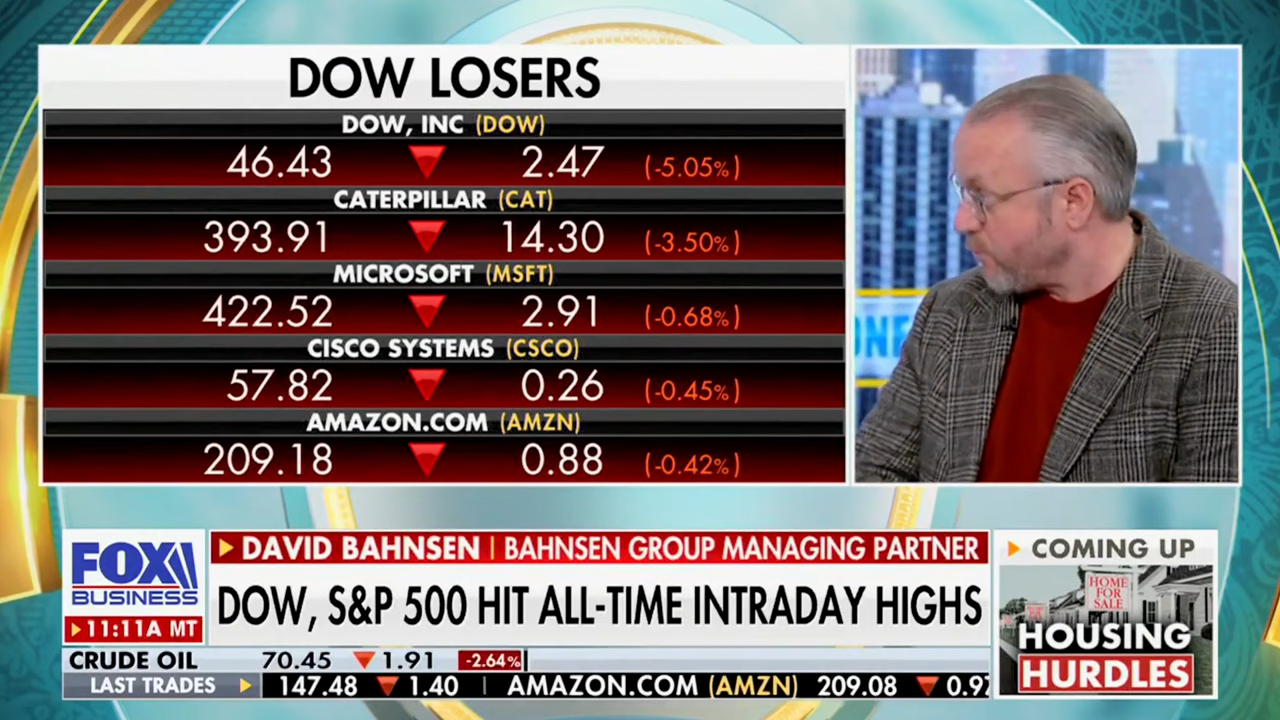 DOW LOSERS
DOW, INC (DOW)
46.43 ▼ 2.47 (-5.05%)
CATERPILLAR (CAT)
393.91 ▼ 14.30 (-3.50%)
MICROSOFT (MSFT)
422.52 ▼ 2.91 (-0.68%)
CISCO SYSTEMS (CSCO)
57.82 ▼ 0.26 (-0.45%)
AMAZON.COM (AMZN)
209.18 ▼ 0.88 (-0.42%)
ONE
FOX
BUSINESS
11:11A MT
DAVID BAHNSEN | BAHNSEN GROUP MANAGING PARTNER
DOW, S&P 500 HIT ALL-TIME INTRADAY HIGHS
COMING UP
HOME
FOR
SALE
HOUSING
HURDLES
CRUDE OIL 70.45 ▼ 1.91 -2.64%
LAST TRADES 147.48 ▼ 1.40 | AMAZON.COM (AMZN) 209.08 ▼ 0.97